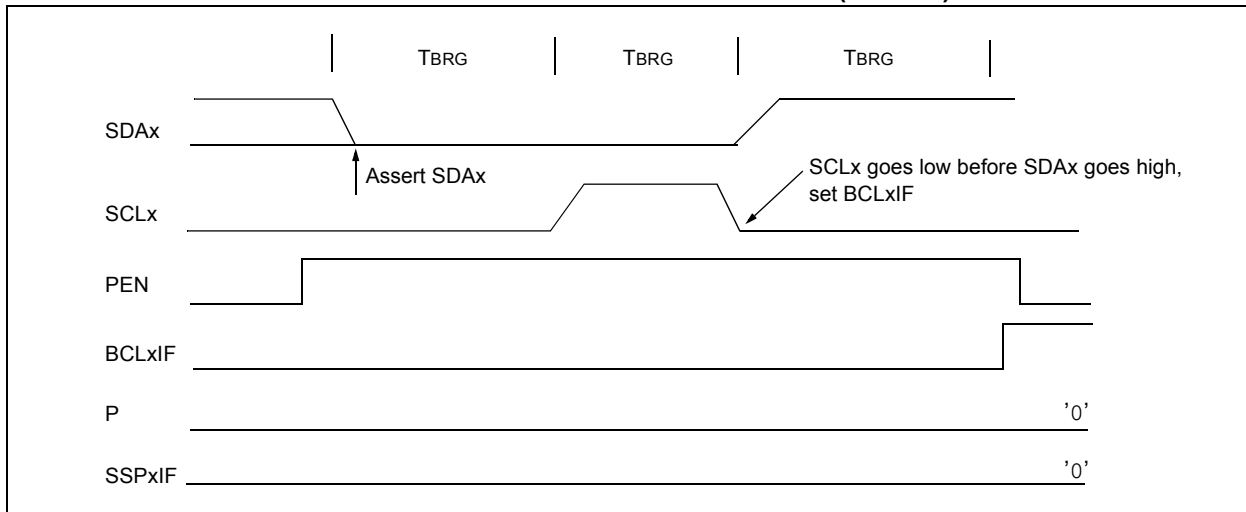 TBRG TBRG TBRG
SDAx
Assert SDAx
SCLx goes low before SDAx goes high,
set BCLxIF
SCLx
PEN
BCLxIF
P '0'
SSPxIF '0'